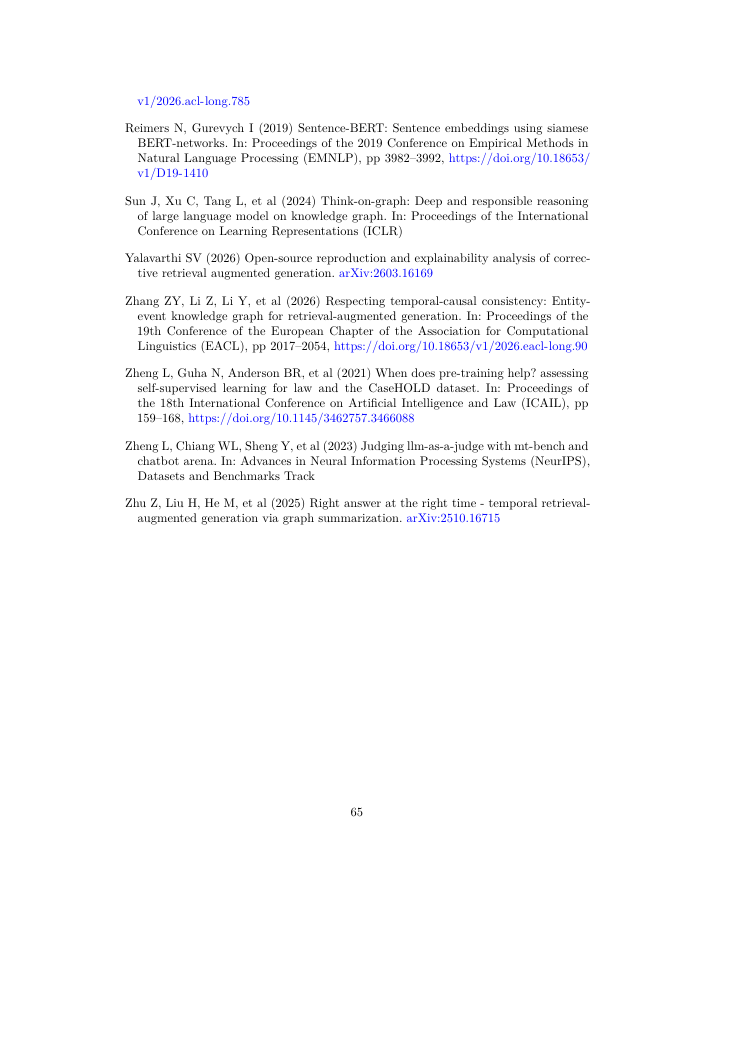 v1/2026.acl-long.785
Reimers N, Gurevych I (2019) Sentence-BERT: Sentence embeddings using siamese
BERT-networks. In: Proceedings of the 2019 Conference on Empirical Methods in
Natural Language Processing (EMNLP), pp 3982–3992, https://doi.org/10.18653/
v1/D19-1410
Sun J, Xu C, Tang L, et al (2024) Think-on-graph: Deep and responsible reasoning
of large language model on knowledge graph. In: Proceedings of the International
Conference on Learning Representations (ICLR)
Yalavarthi SV (2026) Open-source reproduction and explainability analysis of correc-
tive retrieval augmented generation. arXiv:2603.16169
Zhang ZY, Li Z, Li Y, et al (2026) Respecting temporal-causal consistency: Entity-
event knowledge graph for retrieval-augmented generation. In: Proceedings of the
19th Conference of the European Chapter of the Association for Computational
Linguistics (EACL), pp 2017–2054, https://doi.org/10.18653/v1/2026.eacl-long.90
Zheng L, Guha N, Anderson BR, et al (2021) When does pre-training help? assessing
self-supervised learning for law and the CaseHOLD dataset. In: Proceedings of
the 18th International Conference on Artificial Intelligence and Law (ICAIL), pp
159–168, https://doi.org/10.1145/3462757.3466088
Zheng L, Chiang WL, Sheng Y, et al (2023) Judging llm-as-a-judge with mt-bench and
chatbot arena. In: Advances in Neural Information Processing Systems (NeurIPS),
Datasets and Benchmarks Track
Zhu Z, Liu H, He M, et al (2025) Right answer at the right time - temporal retrieval-
augmented generation via graph summarization. arXiv:2510.16715
65